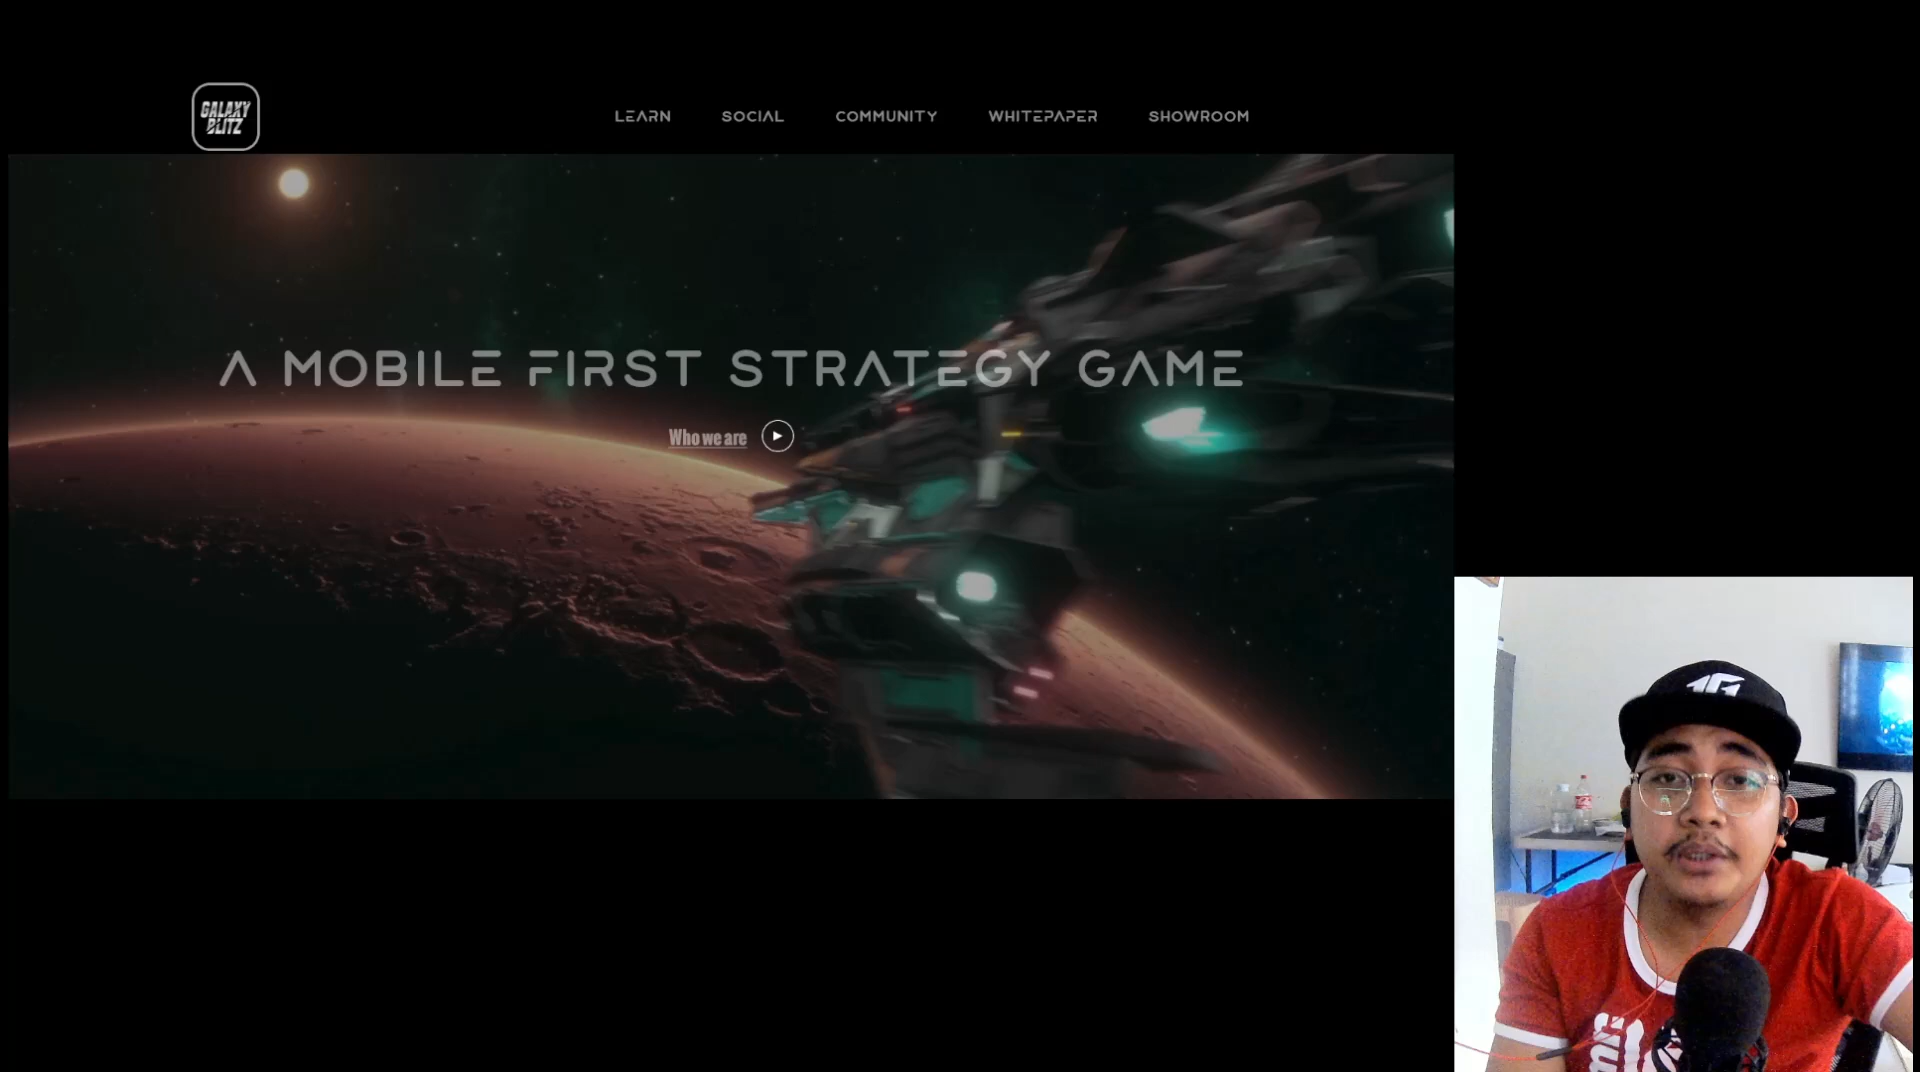 GALAXY
BLITZ
LEARN SOCIAL COMMUNITY WHITEPAPER SHOWROOM
A MOBILE FIRST STRATEGY GAME
Who we are